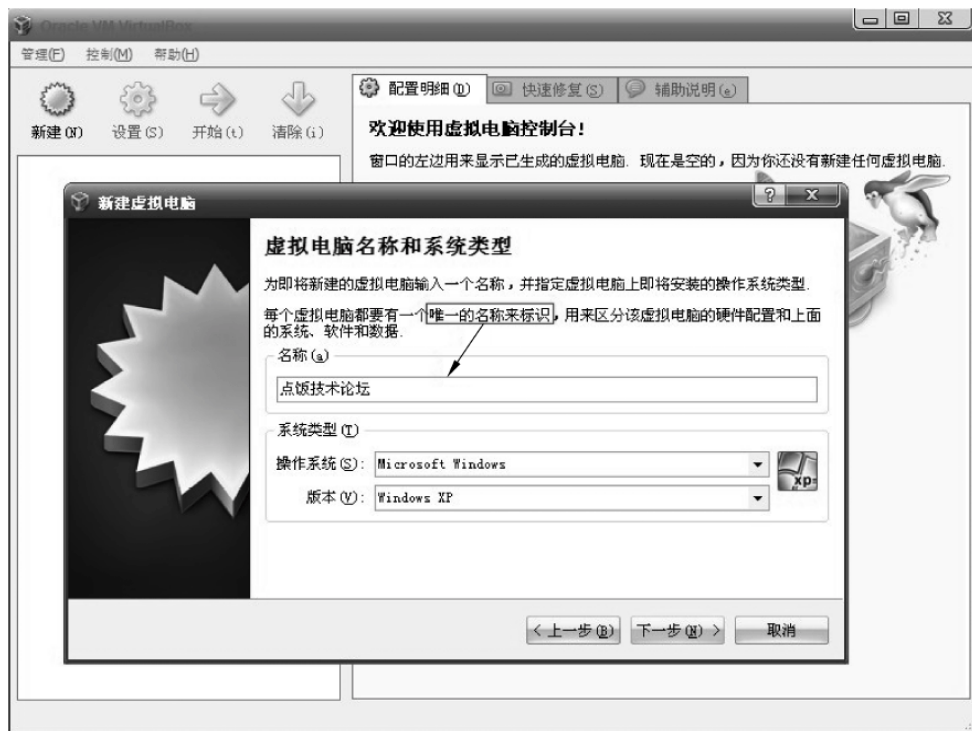 Oracle VM VirtualBox
管理(F) 控制(M) 帮助(H)
新建(N) 设置(S) 开始(t) 清除(i)
配置明细(D) 快速修复(S) 辅助说明(e)
欢迎使用虚拟电脑控制台!
窗口的左边用来显示已生成的虚拟电脑. 现在是空的,因为你还没有新建任何虚拟电脑.
新建虚拟电脑
虚拟电脑名称和系统类型
为即将新建的虚拟电脑输入一个名称,并指定虚拟电脑上即将安装的操作系统类型.
每个虚拟电脑都要有一个唯一的名称来标识,用来区分该虚拟电脑的硬件配置和上面
的系统、软件和数据.
名称(a)
点饭技术论坛
系统类型(T)
操作系统(S): Microsoft Windows
xp
版本(V): Windows XP
< 上一步(B) 下一步(N) > 取消